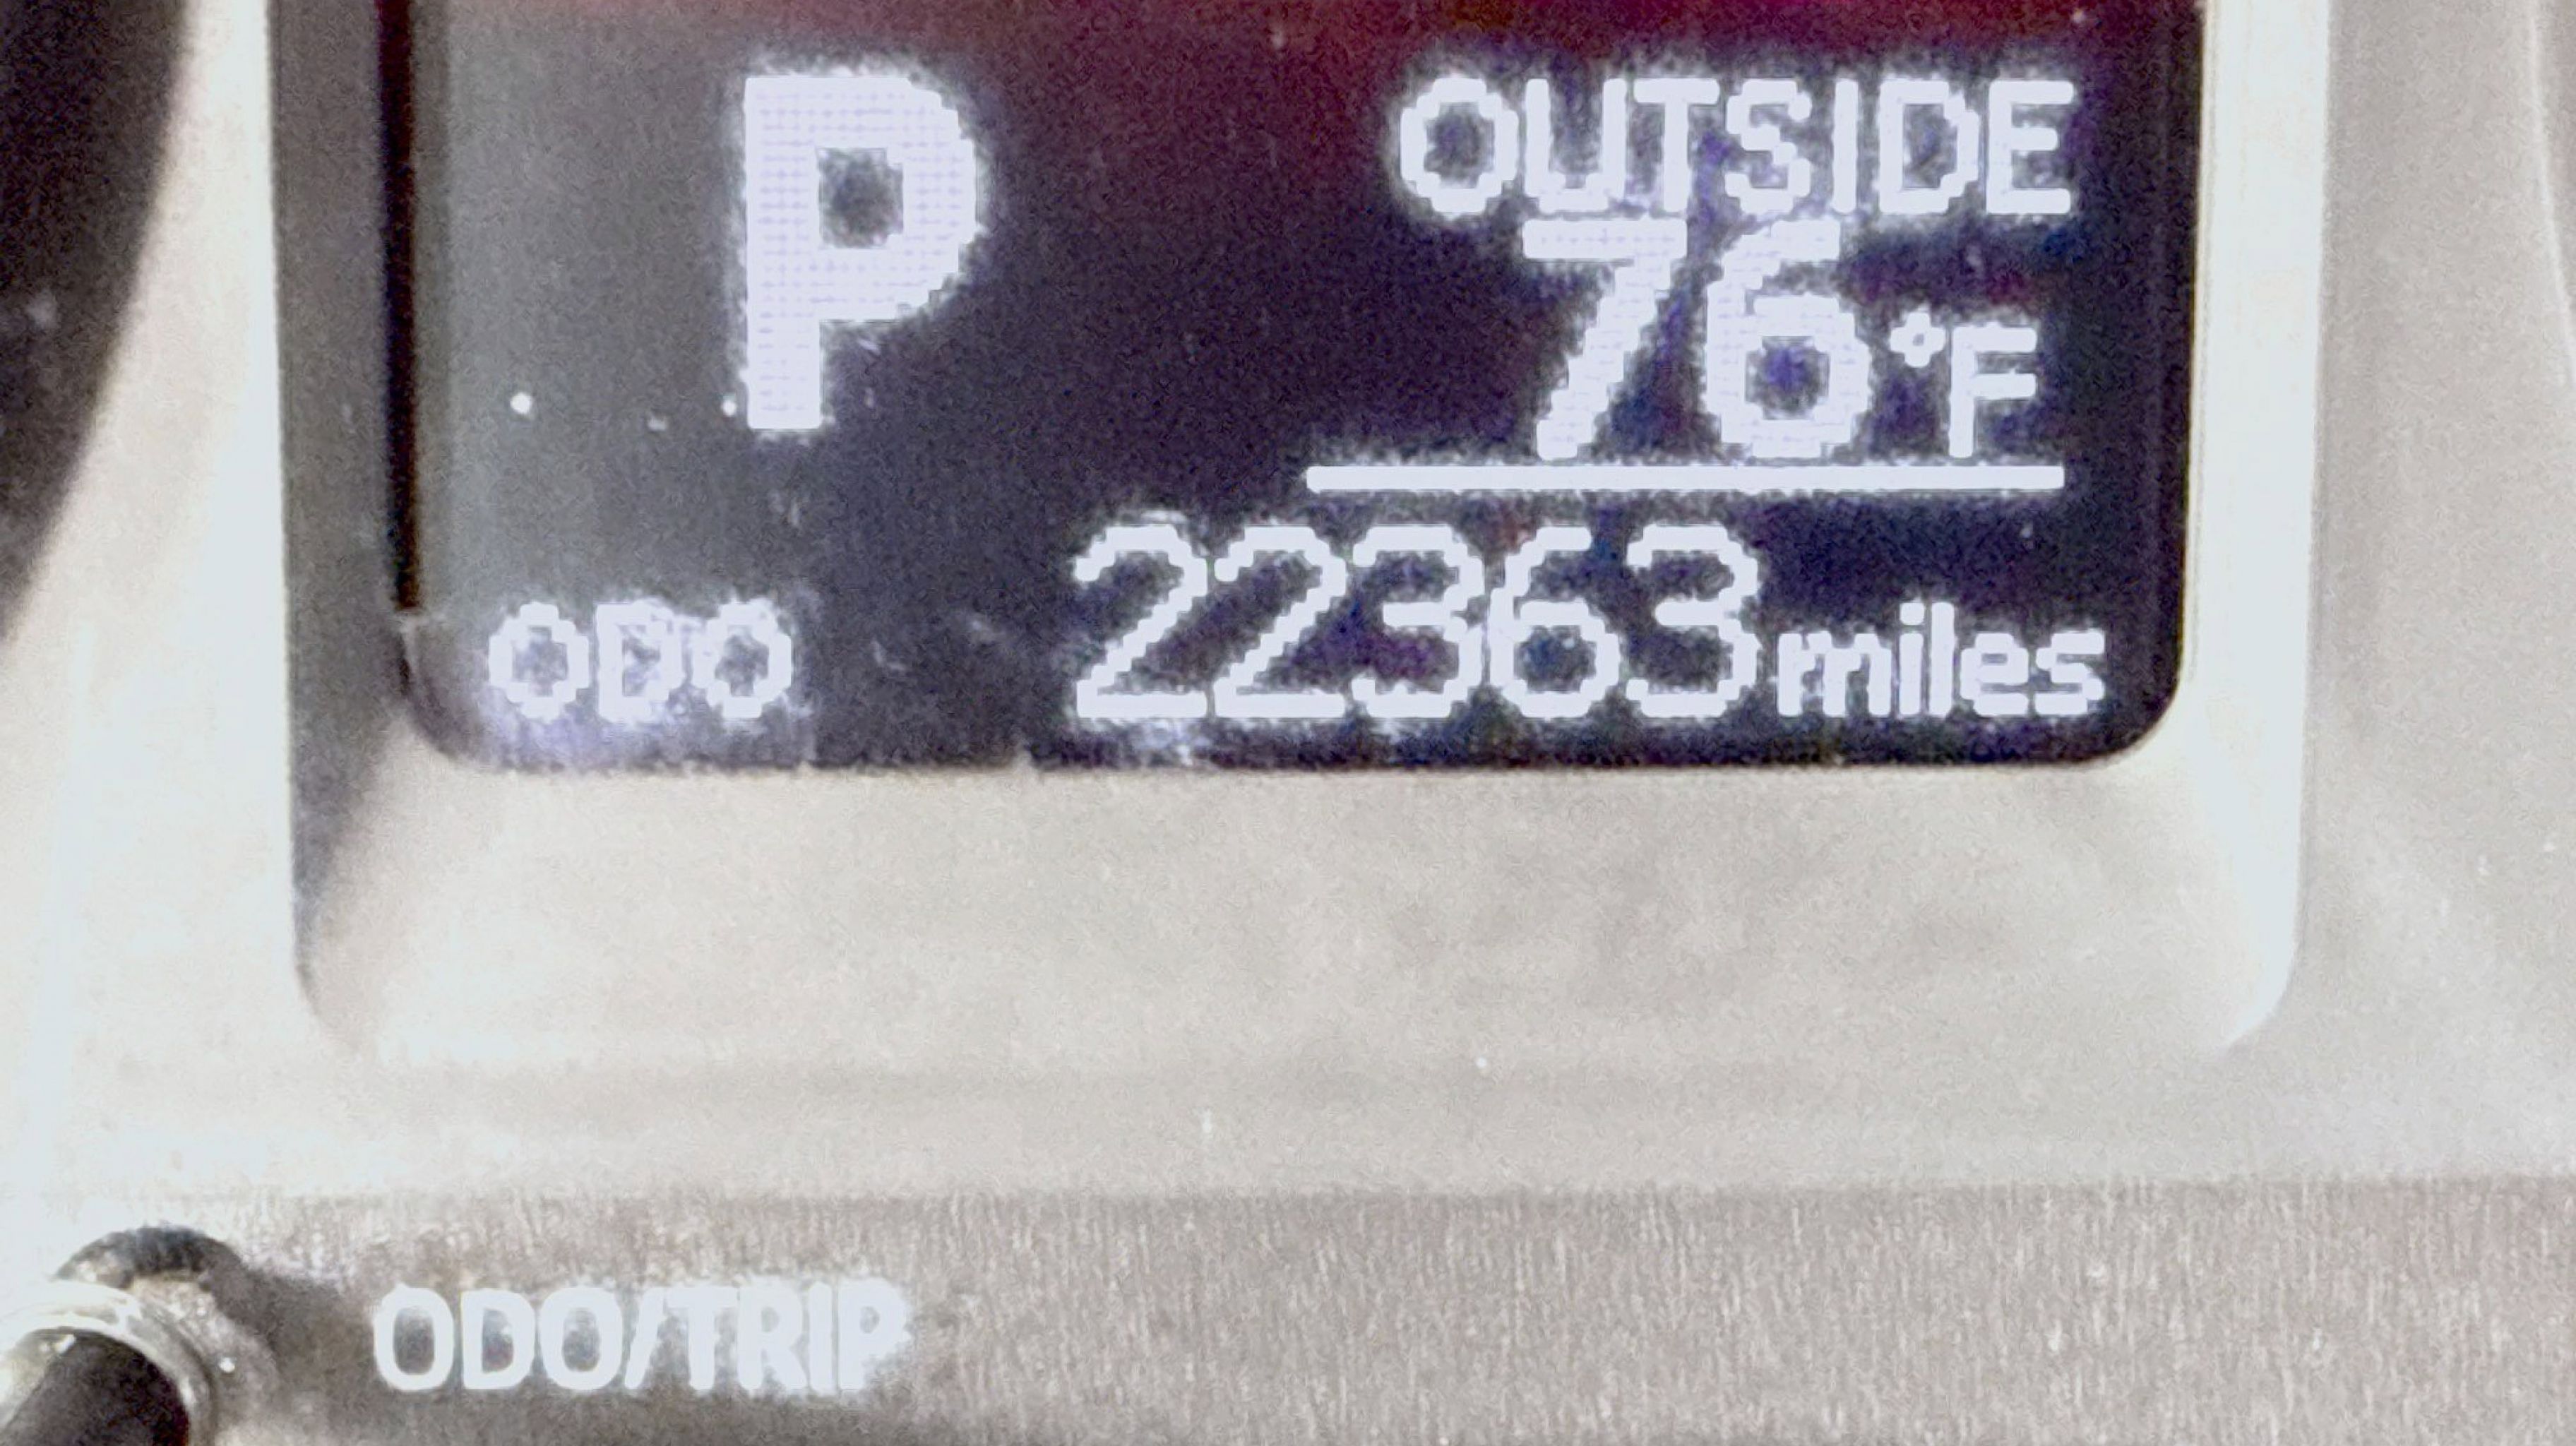 P
OUTSIDE
76°F
ODO 22363 miles
ODO/TRIP